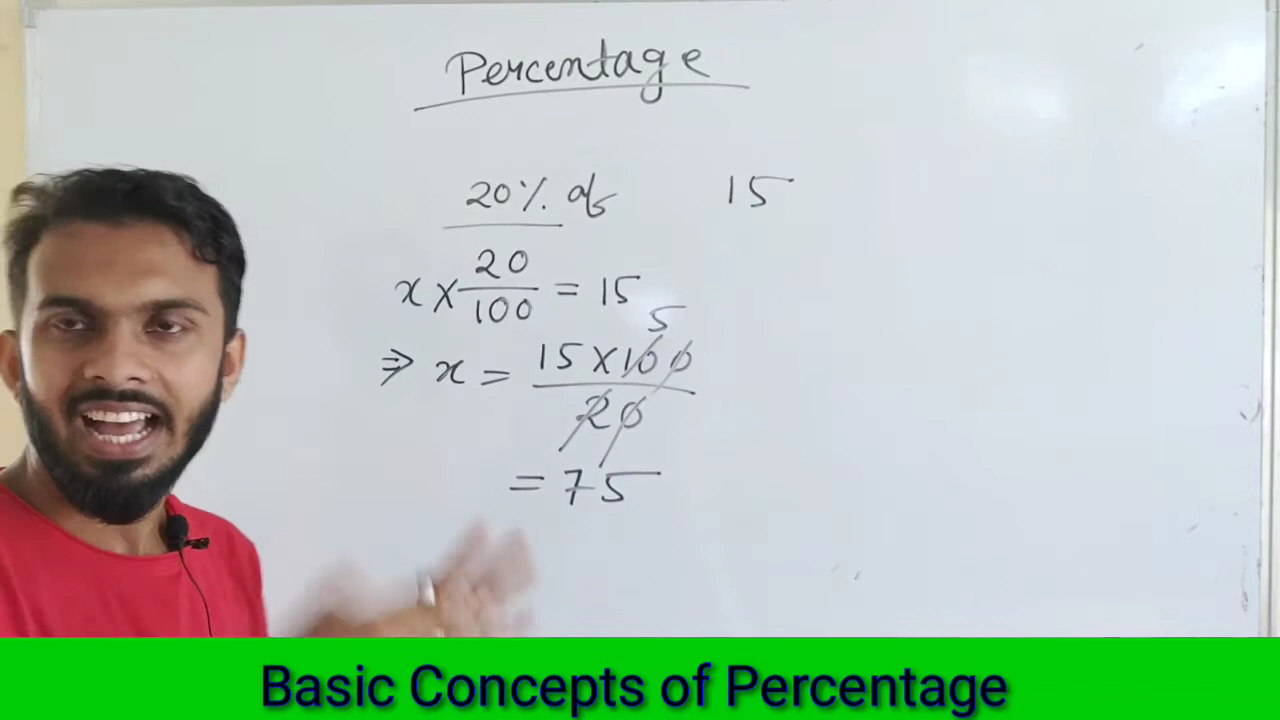 Percentage
20% of 15
x × 20/100 = 15
5
⇒ x = 15 × 100/20
= 75
Basic Concepts of Percentage